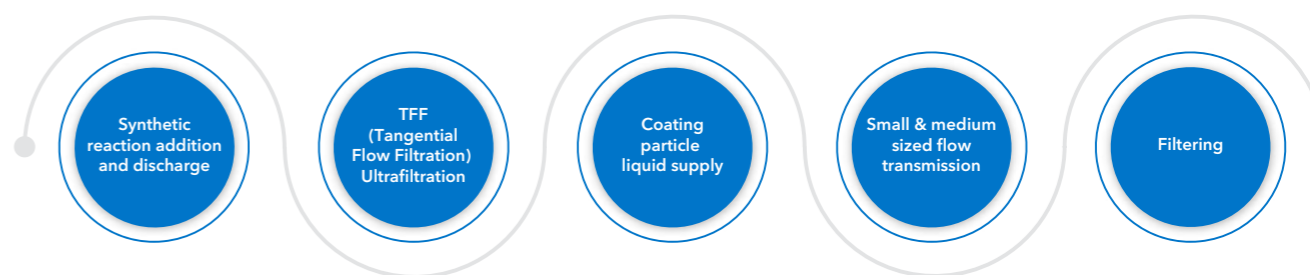 Synthetic
reaction addition
and discharge
TFF
(Tangential
Flow Filtration)
Ultrafiltration
Coating
particle
liquid supply
Small & medium
sized flow
transmission
Filtering